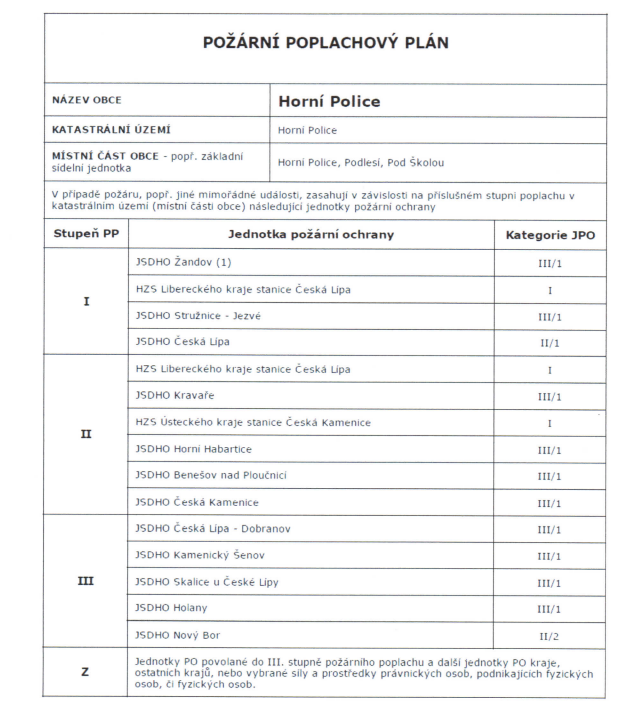 POŽÁRNÍ POPLACHOVÝ PLÁN
NÁZEV OBCE
Horní Police
KATASTRÁLNÍ ÚZEMÍ
Horní Police
MÍSTNÍ ČÁST OBCE - popř. základní
sídelní jednotka
Horní Police, Podlesí, Pod Školou
V případě požáru, popř. jiné mimořádné události, zasahují v závislosti na příslušném stupni poplachu v
katastrálním území (místní části obce) následující jednotky požární ochrany
Stupeň PP Jednotka požární ochrany Kategorie JPO
I
JSDHO Žandov (1) III/1
HZS Libereckého kraje stanice Česká Lípa I
JSDHO Stružnice - Jezvé III/1
JSDHO Česká Lípa II/1
II
HZS Libereckého kraje stanice Česká Lípa I
JSDHO Kravaře III/1
HZS Ústeckého kraje stanice Česká Kamenice I
JSDHO Horní Habartice III/1
JSDHO Benešov nad Ploučnicí III/1
JSDHO Česká Kamenice III/1
III
JSDHO Česká Lípa - Dobranov III/1
JSDHO Kamenický Šenov III/1
JSDHO Skalice u České Lípy III/1
JSDHO Holany III/1
JSDHO Nový Bor II/2
Z
Jednotky PO povolané do III. stupně požárního poplachu a další jednotky PO kraje,
ostatních krajů, nebo vybrané síly a prostředky právnických osob, podnikajících fyzických
osob, či fyzických osob.